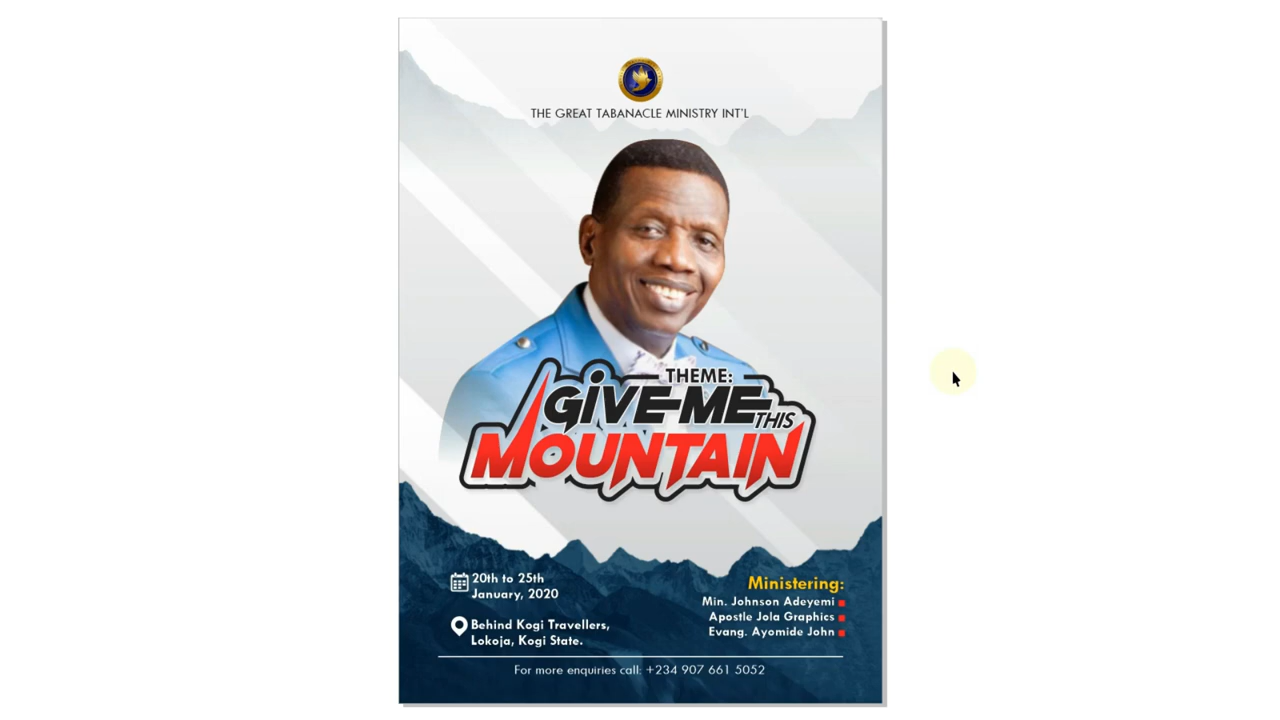 THE GREAT TABANACLE MINISTRY INT'L
THEME:
GIVE ME
THIS
MOUNTAIN
20th to 25th
January, 2020
Behind Kogi Travellers,
Lokoja, Kogi State.
Ministering:
Min. Johnson Adeyemi
Apostle Jola Graphics
Evang. Ayomide John
For more enquiries call: +234 907 661 5052